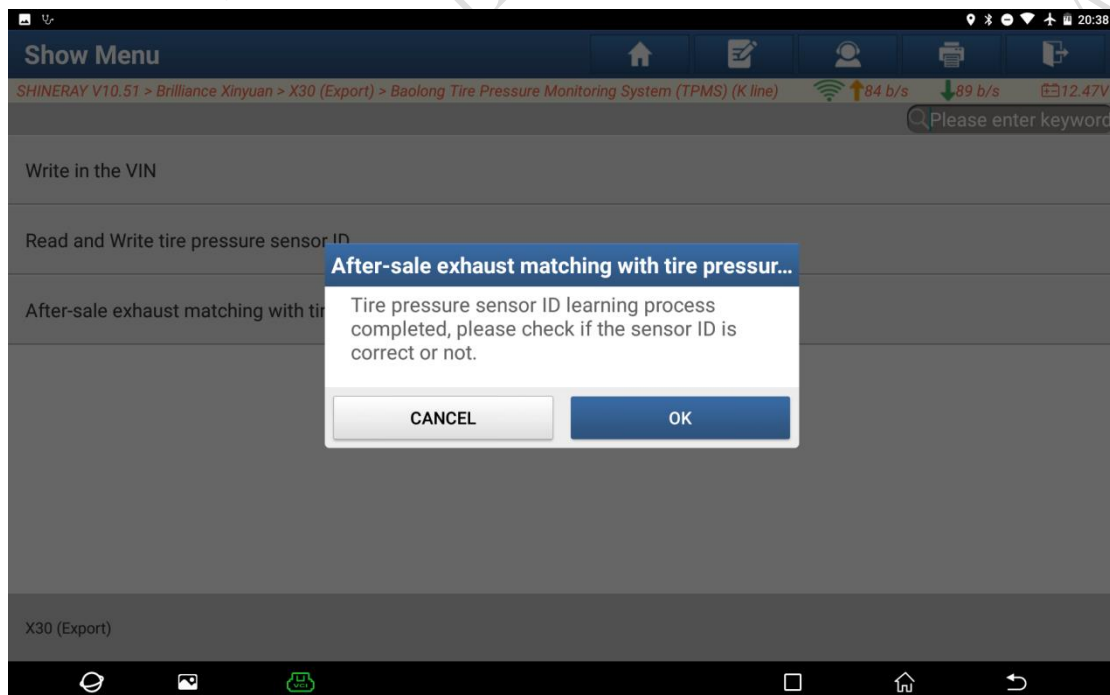 20:38
Show Menu
SHINERAY V10.51 > Brilliance Xinyuan > X30 (Export) > Baolong Tire Pressure Monitoring System (TPMS) (K line) 84 b/s 89 b/s 12.47V
Please enter keyword
Write in the VIN
Read and Write tire pressure sensor ID
After-sale exhaust matching with tir
After-sale exhaust matching with tire pressur...
Tire pressure sensor ID learning process
completed, please check if the sensor ID is
correct or not.
CANCEL OK
X30 (Export)
VCI